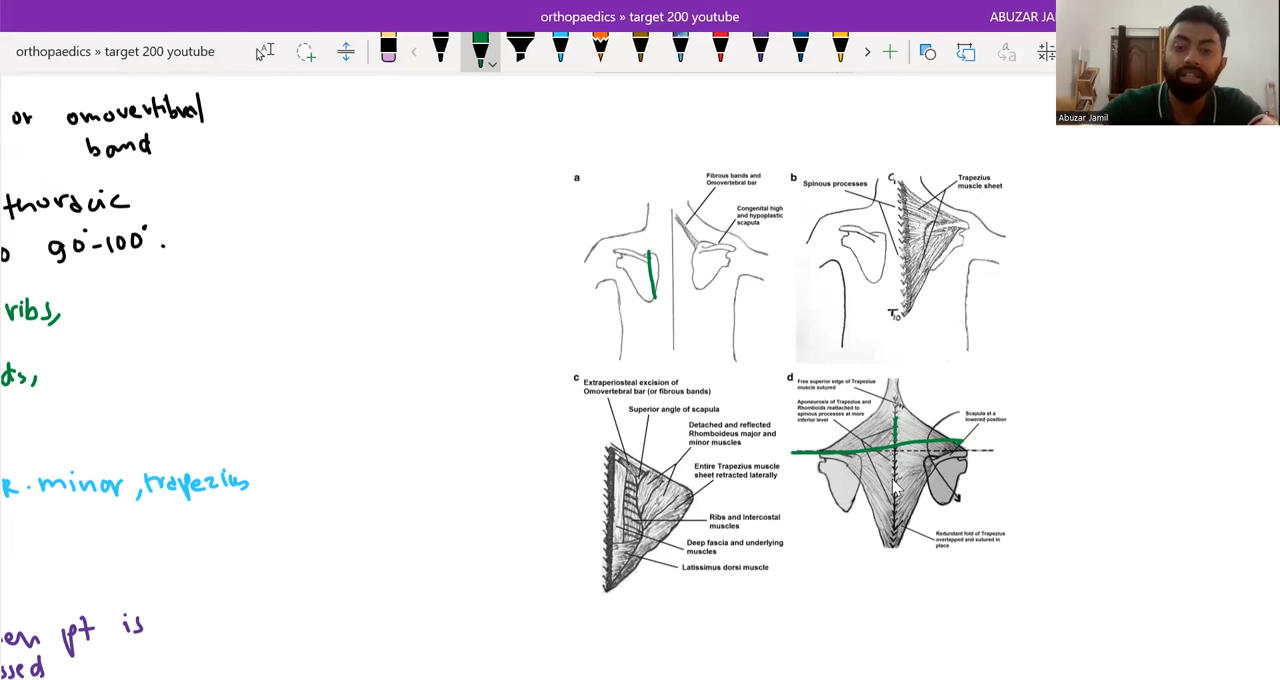 orthopaedics » target 200 youtube
ABUZAR JA
orthopaedics » target 200 youtube
Abuzar Jamil
or omovertibral
band
thoracic
90°-100°.
ribs,
ds,
R. minor, trapezius
en pt is
ssed
a
Fibrous bands and
Omovertebral bar
Congenital high
and hypoplastic
scapula
b
Spinous processes
C1
Trapezius
muscle sheet
T10
c
Extraperiosteal excision of
Omovertebral bar (or fibrous bands)
Superior angle of scapula
Detached and reflected
Rhomboideus major and
minor muscles
Entire Trapezius muscle
sheet retracted laterally
Ribs and Intercostal
muscles
Deep fascia and underlying
muscles
Latissimus dorsi muscle
d
Free superior edge of Trapezius
muscle sutured
Aponeurosis of Trapezius and
Rhomboids reattached to
spinous processes at more
inferior level
Scapula at a
lowered position
Redundant fold of Trapezius
overlapped and sutured in
place